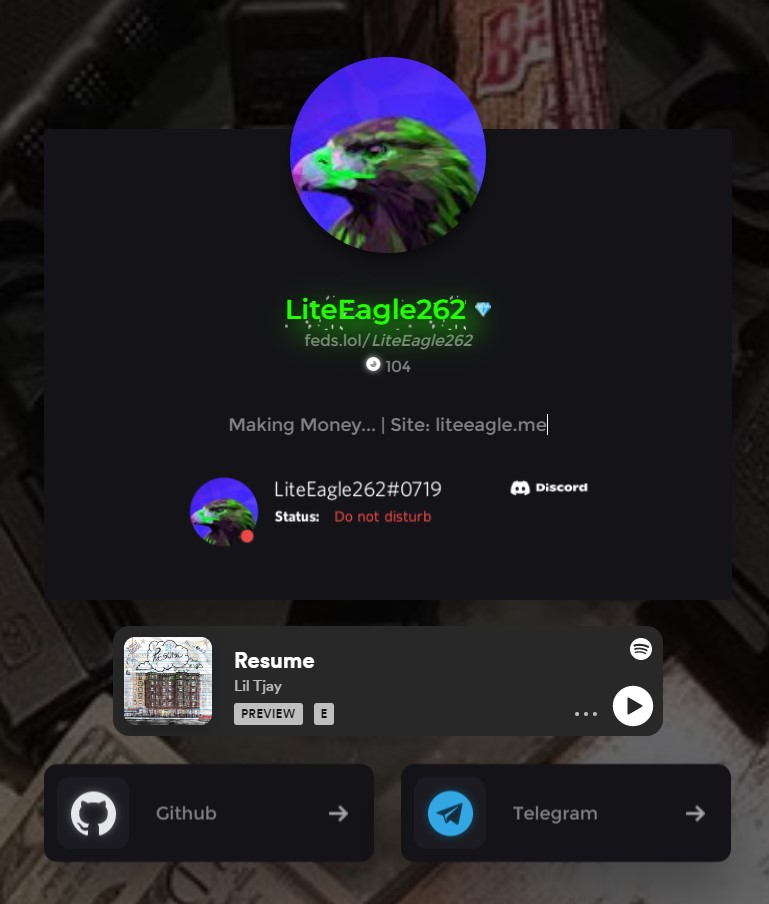 LiteEagle262
feds.lol/LiteEagle262
104
Making Money... | Site: liteeagle.me
LiteEagle262#0719
Discord
Status: Do not disturb
Resume
Lil Tjay
PREVIEW E
Github
Telegram